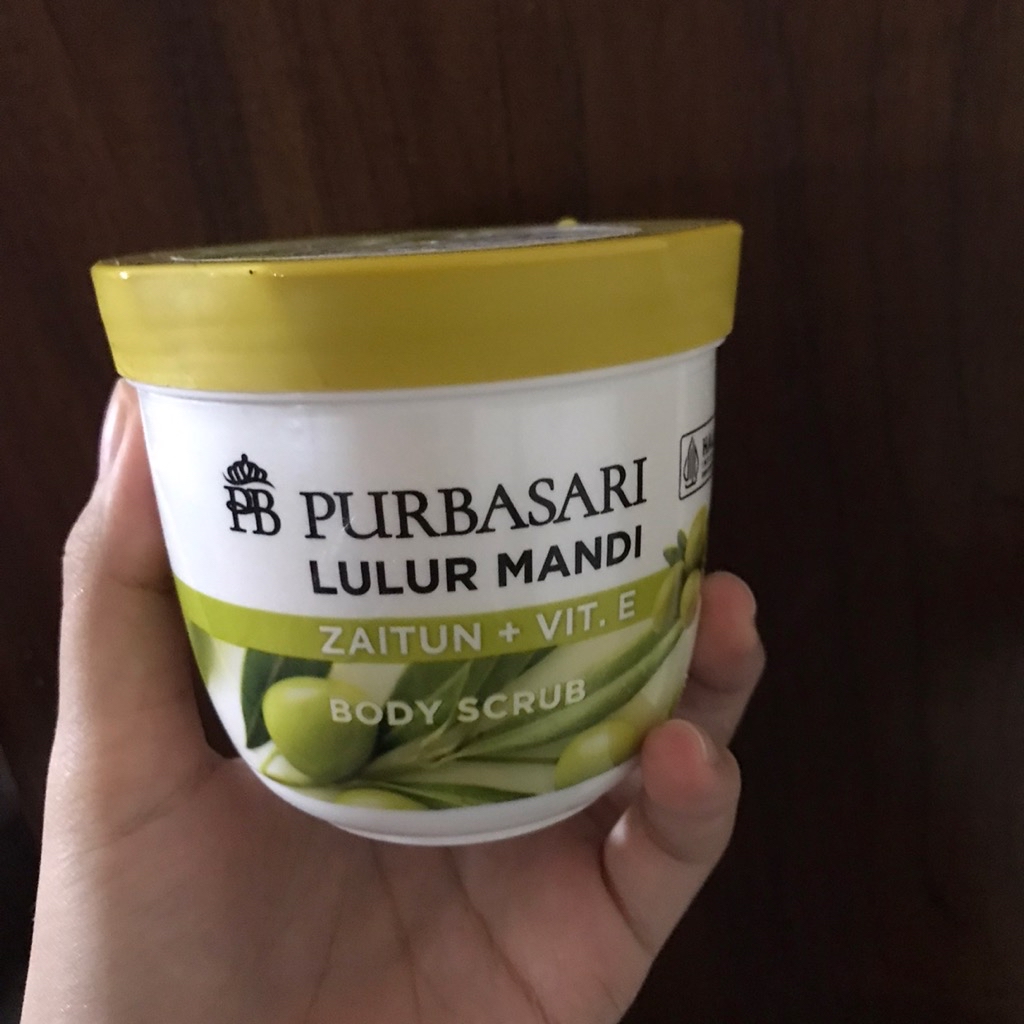 PB PURBASARI
LULUR MANDI
ZAITUN + VIT. E
BODY SCRUB